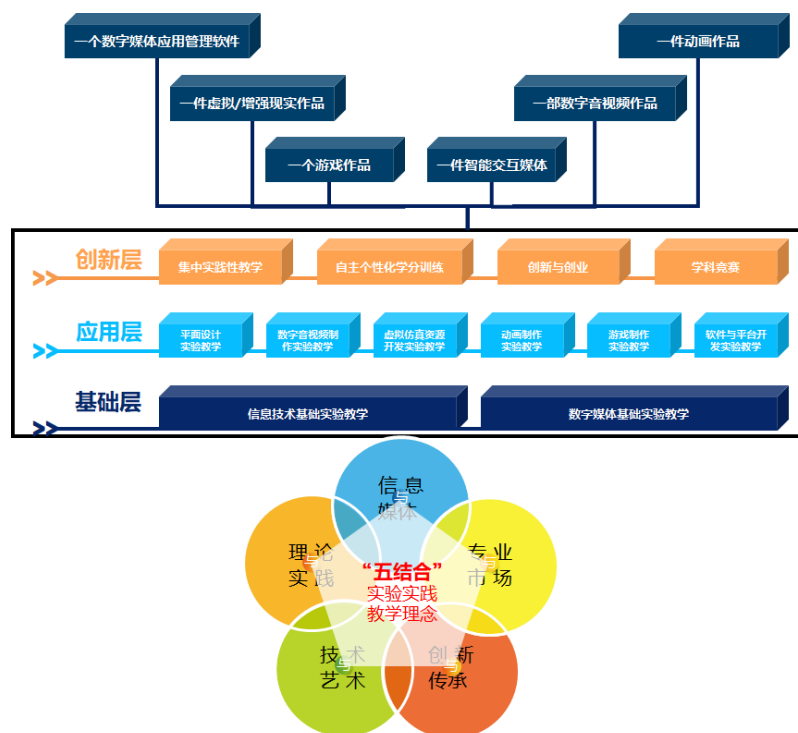 一个数字媒体应用管理软件
一件动画作品
一件虚拟/增强现实作品
一部数字音视频作品
一个游戏作品
一件智能交互媒体
创新层
集中实践性教学
自主个性化学分训练
创新与创业
学科竞赛
应用层
平面设计
实验教学
数字音视频制
作实验教学
虚拟仿真资源
开发实验教学
动画制作
实验教学
游戏制作
实验教学
软件与平台开
发实验教学
基础层
信息技术基础实验教学
数字媒体基础实验教学
信息
与
媒体
理论
与
实践
专业
与
市场
“五结合”
实验实践
教学理念
技术
与
艺术
创新
与
传承